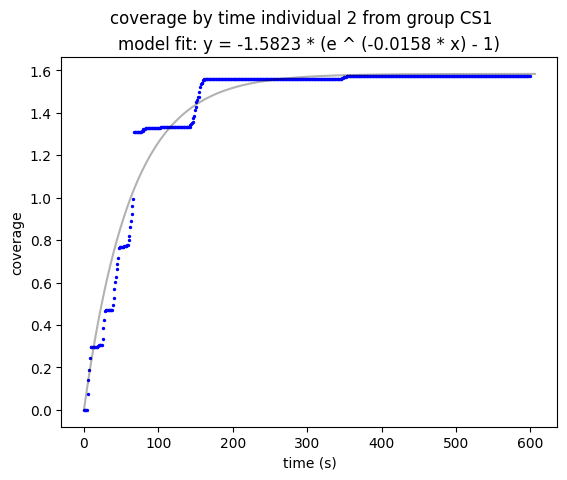 coverage by time individual 2 from group CS1
model fit: y = -1.5823 * (e ^ (-0.0158 * x) - 1)
1.6
1.4
1.2
1.0
0.8
0.6
0.4
0.2
0.0
coverage
0 100 200 300 400 500 600
time (s)